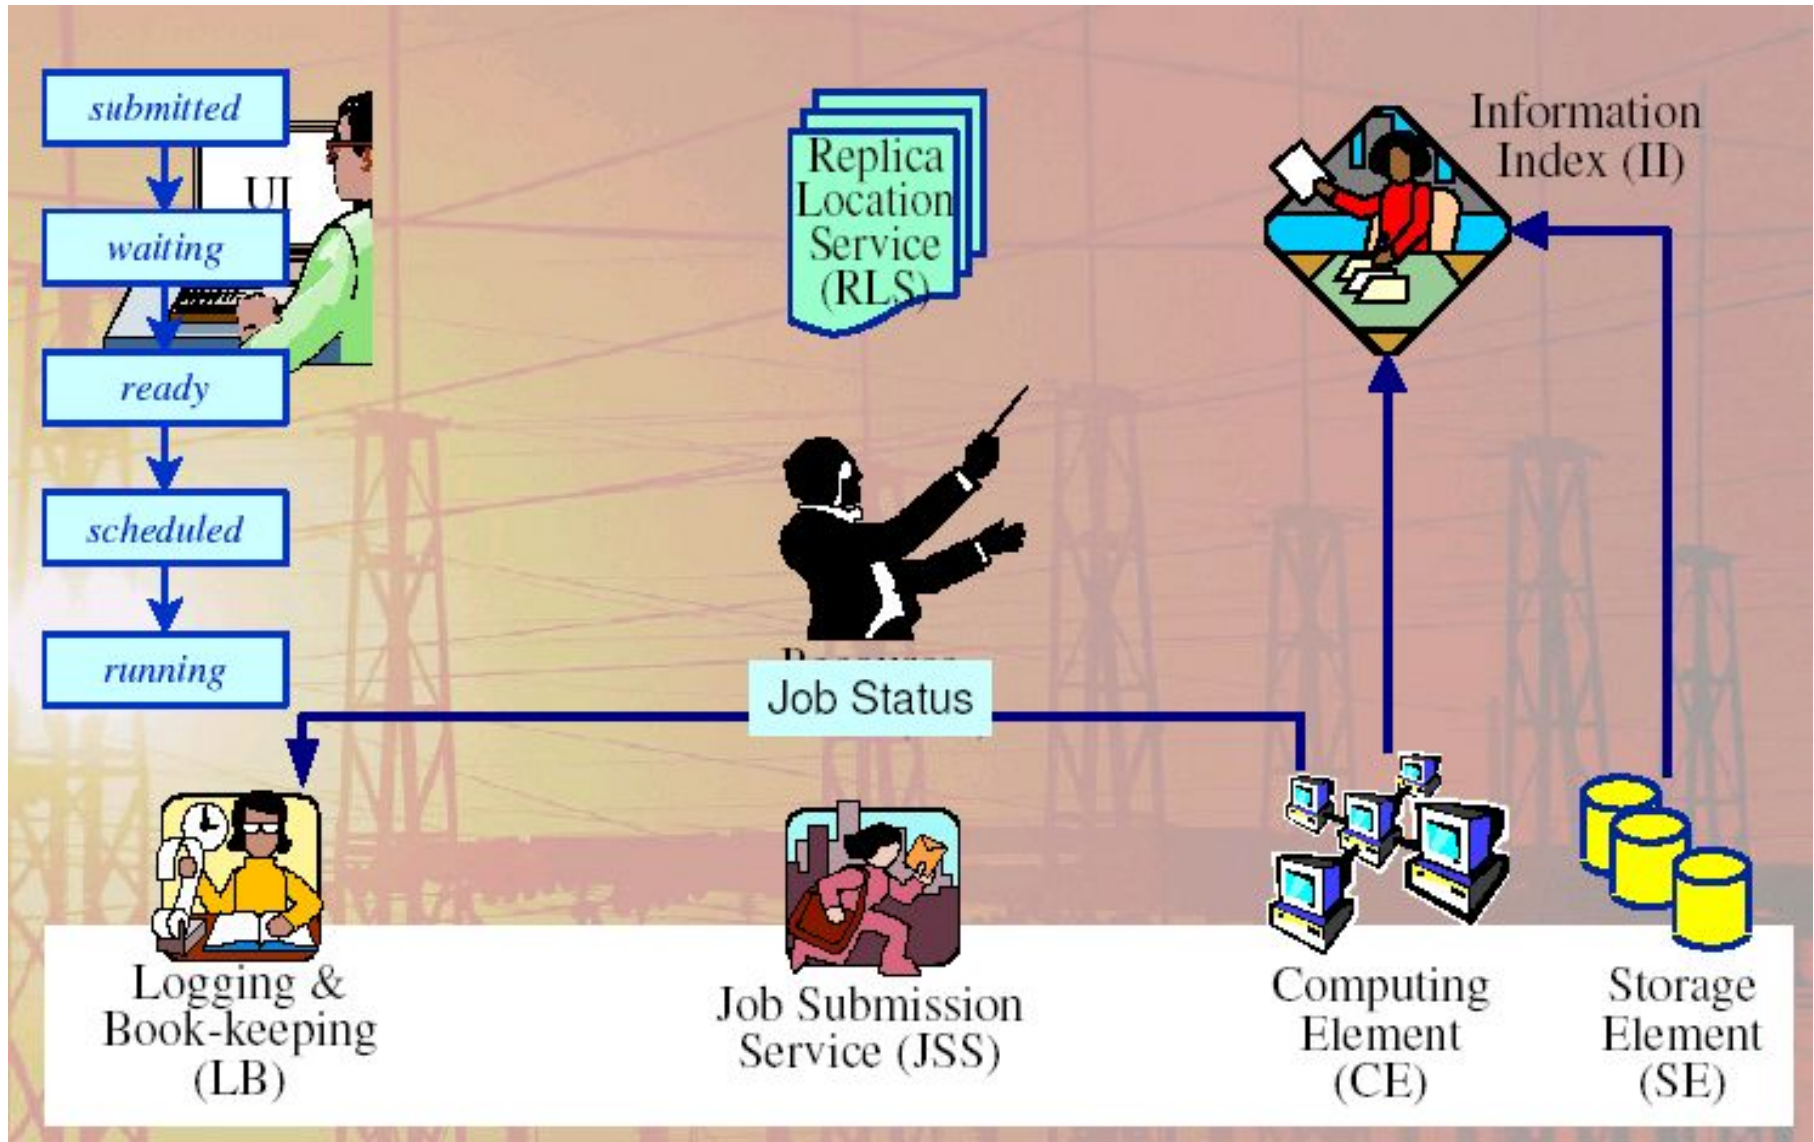 submitted
UI
waiting
ready
scheduled
running
Replica
Location
Service
(RLS)
Information
Index (II)
Job Status
Logging &
Book-keeping
(LB)
Job Submission
Service (JSS)
Computing
Element
(CE)
Storage
Element
(SE)